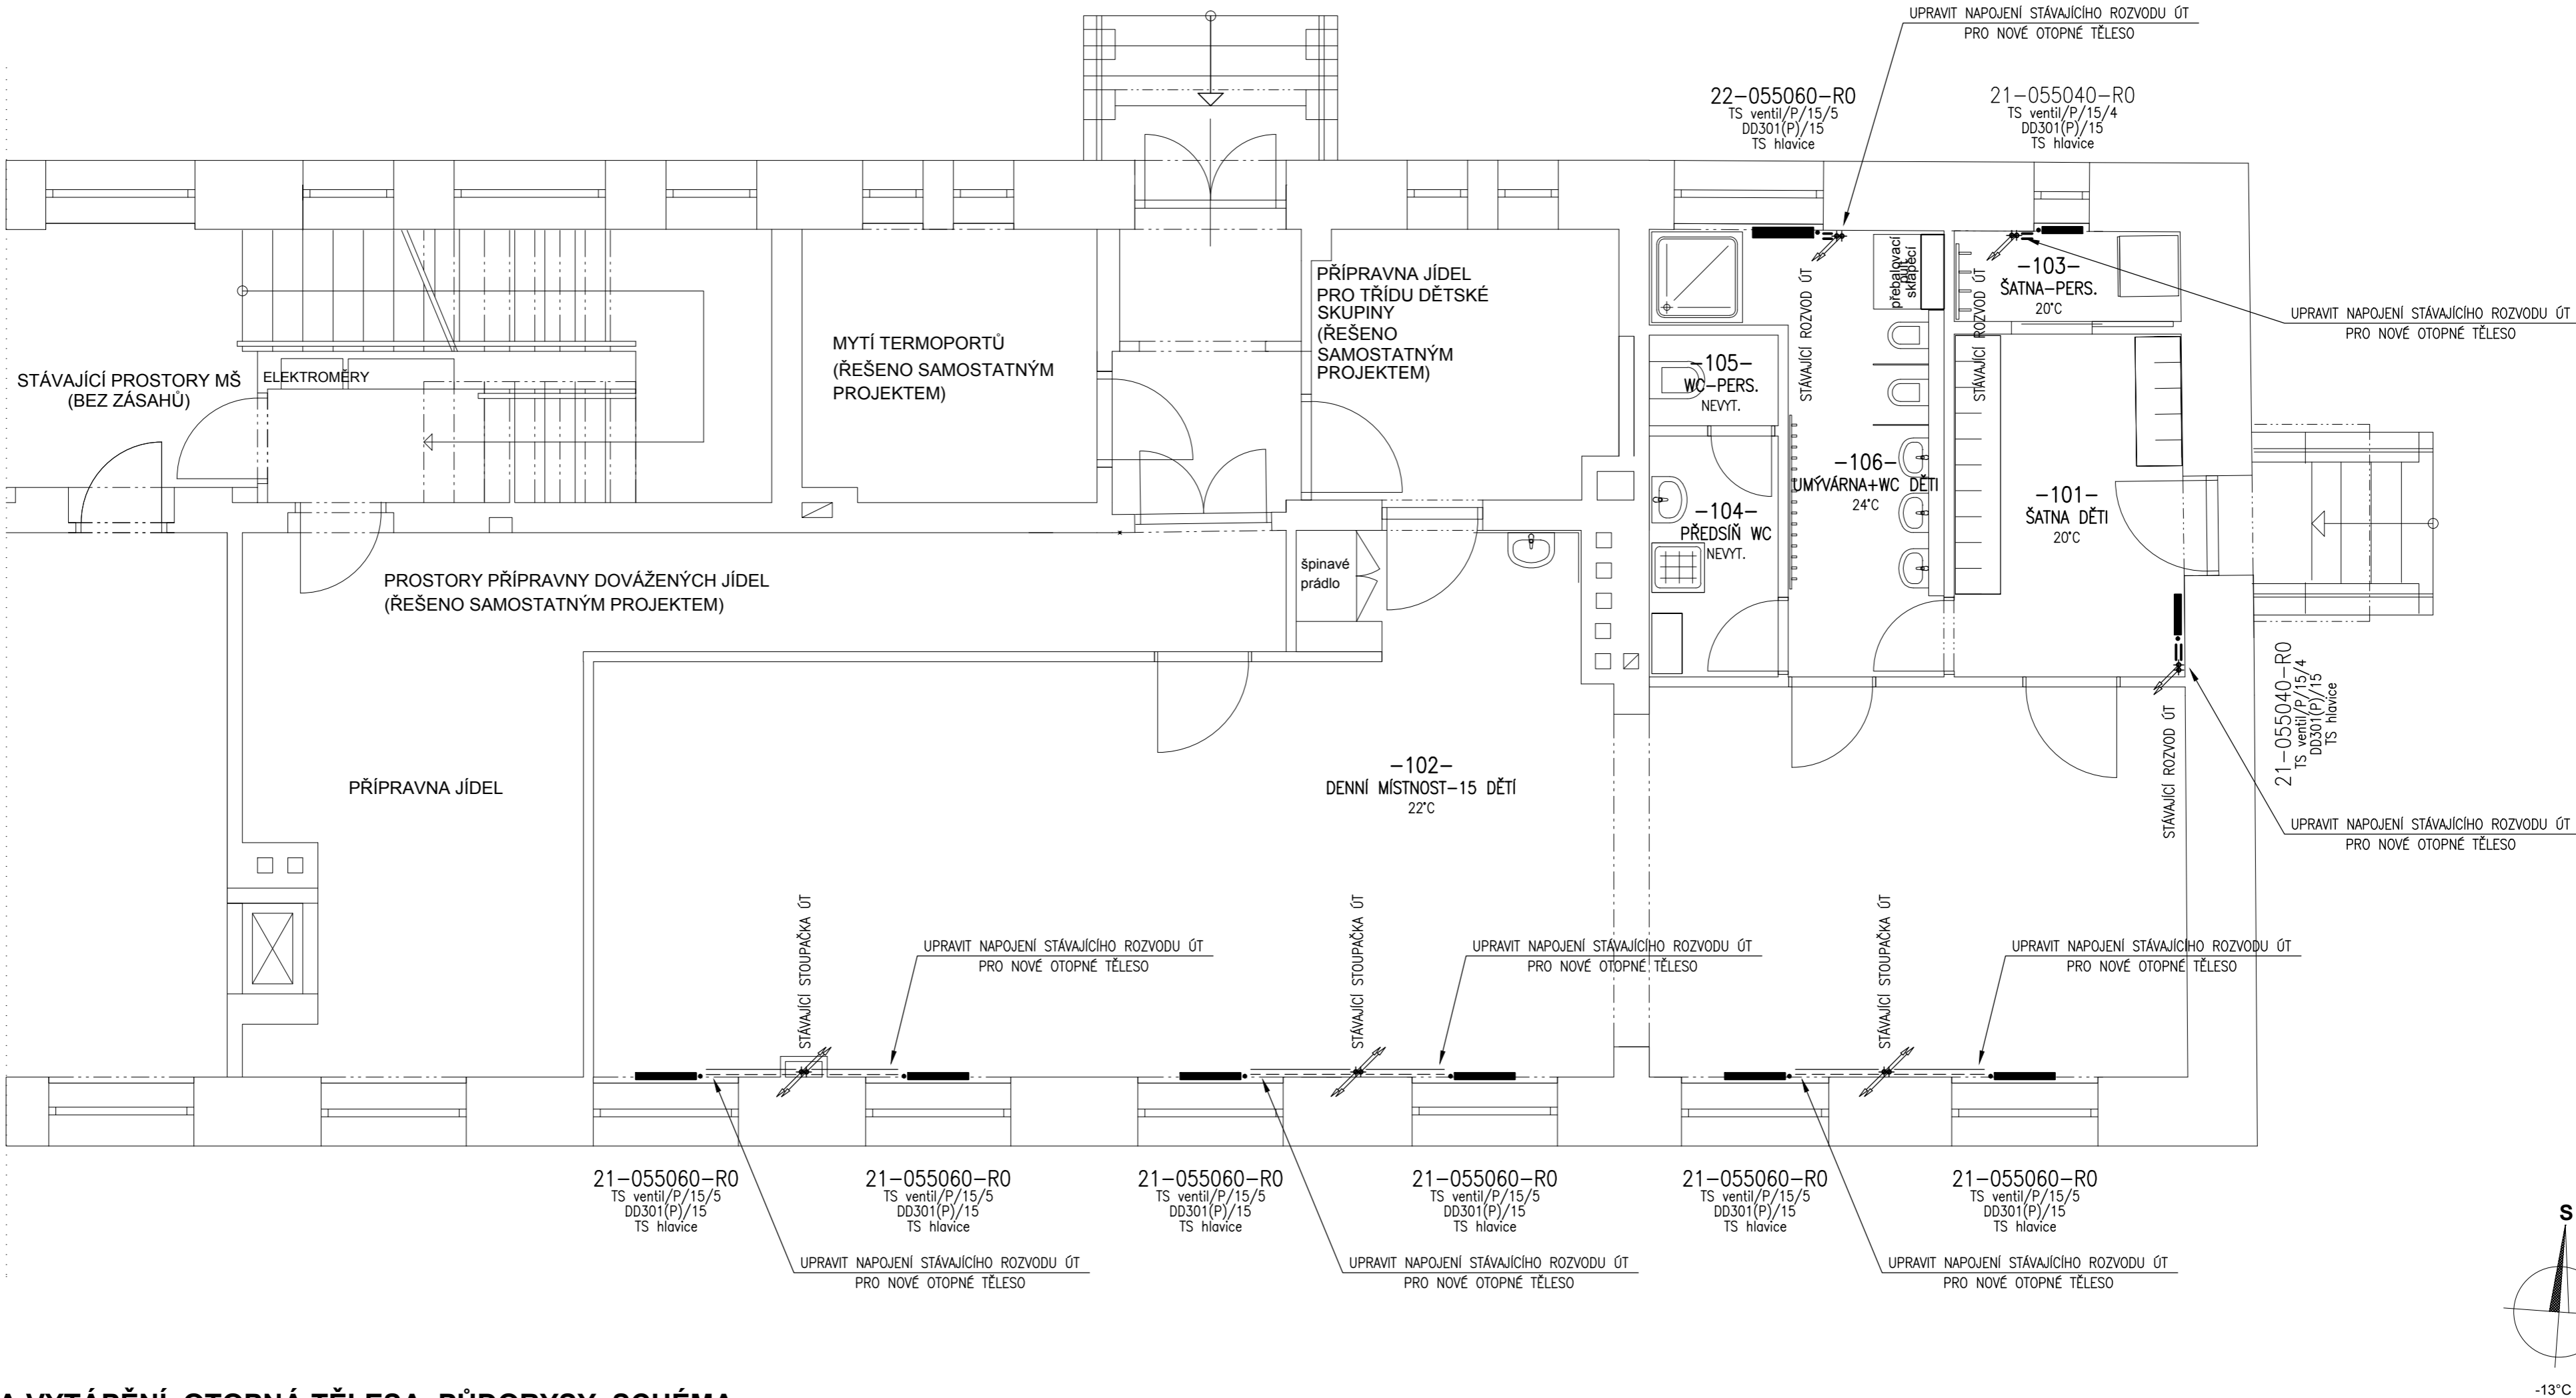 UPRAVIT NAPOJENÍ STÁVAJÍCÍHO ROZVODU ÚT
PRO NOVÉ OTOPNÉ TĚLESO
22-055060-R0
TS ventil/P/15/5
DD301(P)/15
TS hlavice
21-055040-R0
TS ventil/P/15/4
DD301(P)/15
TS hlavice
STÁVAJÍCÍ PROSTORY MŠ
(BEZ ZÁSAHŮ)
ELEKTROMĚRY
MYTÍ TERMOPORTŮ
(ŘEŠENO SAMOSTATNÝM
PROJEKTEM)
PŘÍPRAVNA JÍDEL
PRO TŘÍDU DĚTSKÉ
SKUPINY
(ŘEŠENO
SAMOSTATNÝM
PROJEKTEM)
přebalovací
pult
sklápěcí
STÁVAJÍCÍ ROZVOD ÚT
STÁVAJÍCÍ ROZVOD ÚT
-103-
ŠATNA-PERS.
20°C
UPRAVIT NAPOJENÍ STÁVAJÍCÍHO ROZVODU ÚT
PRO NOVÉ OTOPNÉ TĚLESO
-105-
WC-PERS.
NEVYT.
-106-
UMÝVÁRNA+WC DĚTI
24°C
-104-
PŘEDSÍŇ WC
NEVYT.
-101-
ŠATNA DĚTI
20°C
PROSTORY PŘÍPRAVNY DOVÁŽENÝCH JÍDEL
(ŘEŠENO SAMOSTATNÝM PROJEKTEM)
špinavé
prádlo
21-055040-R0
TS ventil/P/15/4
DD301(P)/15
TS hlavice
STÁVAJÍCÍ ROZVOD ÚT
PŘÍPRAVNA JÍDEL
-102-
DENNÍ MÍSTNOST-15 DĚTÍ
22°C
UPRAVIT NAPOJENÍ STÁVAJÍCÍHO ROZVODU ÚT
PRO NOVÉ OTOPNÉ TĚLESO
STÁVAJÍCÍ STOUPAČKA ÚT
UPRAVIT NAPOJENÍ STÁVAJÍCÍHO ROZVODU ÚT
PRO NOVÉ OTOPNÉ TĚLESO
STÁVAJÍCÍ STOUPAČKA ÚT
UPRAVIT NAPOJENÍ STÁVAJÍCÍHO ROZVODU ÚT
PRO NOVÉ OTOPNÉ TĚLESO
STÁVAJÍCÍ STOUPAČKA ÚT
UPRAVIT NAPOJENÍ STÁVAJÍCÍHO ROZVODU ÚT
PRO NOVÉ OTOPNÉ TĚLESO
21-055060-R0
TS ventil/P/15/5
DD301(P)/15
TS hlavice
21-055060-R0
TS ventil/P/15/5
DD301(P)/15
TS hlavice
21-055060-R0
TS ventil/P/15/5
DD301(P)/15
TS hlavice
21-055060-R0
TS ventil/P/15/5
DD301(P)/15
TS hlavice
21-055060-R0
TS ventil/P/15/5
DD301(P)/15
TS hlavice
21-055060-R0
TS ventil/P/15/5
DD301(P)/15
TS hlavice
UPRAVIT NAPOJENÍ STÁVAJÍCÍHO ROZVODU ÚT
PRO NOVÉ OTOPNÉ TĚLESO
UPRAVIT NAPOJENÍ STÁVAJÍCÍHO ROZVODU ÚT
PRO NOVÉ OTOPNÉ TĚLESO
UPRAVIT NAPOJENÍ STÁVAJÍCÍHO ROZVODU ÚT
PRO NOVÉ OTOPNÉ TĚLESO
S
-13°C
A VYTÁPĚNÍ, OTOPNÁ TĚLESA, PŮDORYSY, SCHÉMA